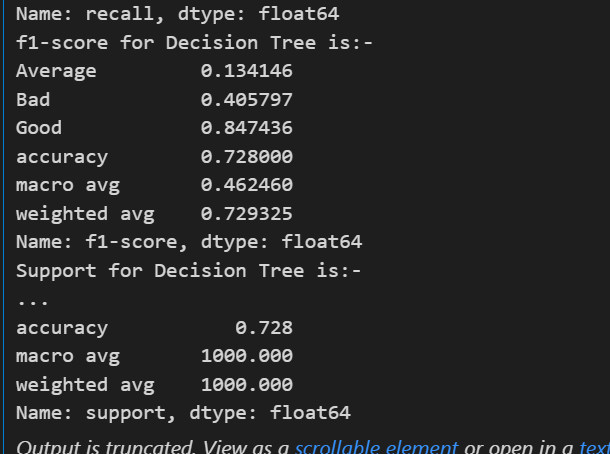 Name: recall, dtype: float64
f1-score for Decision Tree is:-
Average 0.134146
Bad 0.405797
Good 0.847436
accuracy 0.728000
macro avg 0.462460
weighted avg 0.729325
Name: f1-score, dtype: float64
Support for Decision Tree is:-
...
accuracy 0.728
macro avg 1000.000
weighted avg 1000.000
Name: support, dtype: float64
Output is truncated. View as a scrollable element or open in a text